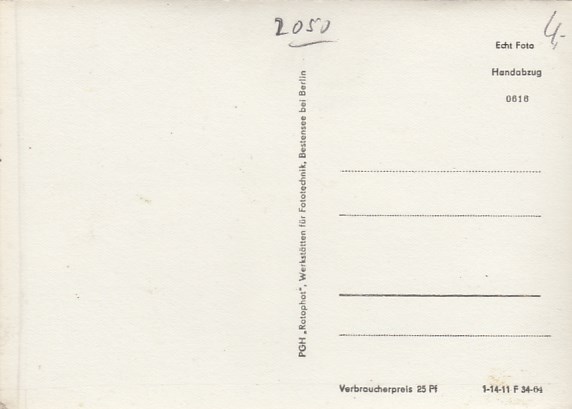 2050
4,-
Echt Foto
Handabzug
0616
PGH „Rotophot", Werkstätten für Fototechnik, Bestensee bei Berlin
Verbraucherpreis 25 Pf
1-14-11 F 34-64